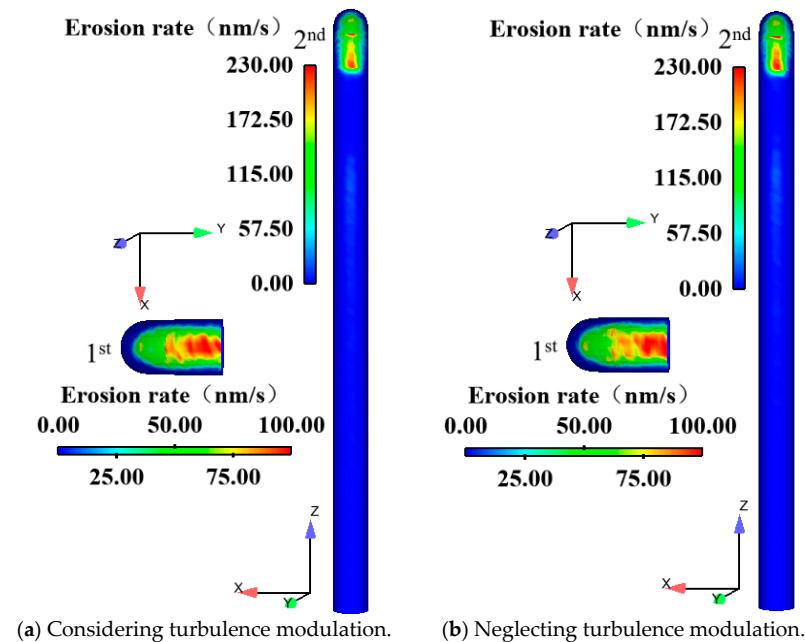 Erosion rate（nm/s）
2nd
230.00
172.50
115.00
57.50
0.00
Z
Y
X
1st
Erosion rate（nm/s）
0.00 50.00 100.00
25.00 75.00
Z
X
Y
(a) Considering turbulence modulation.
Erosion rate（nm/s）
2nd
230.00
172.50
115.00
57.50
0.00
Z
Y
X
1st
Erosion rate（nm/s）
0.00 50.00 100.00
25.00 75.00
Z
X
Y
(b) Neglecting turbulence modulation.